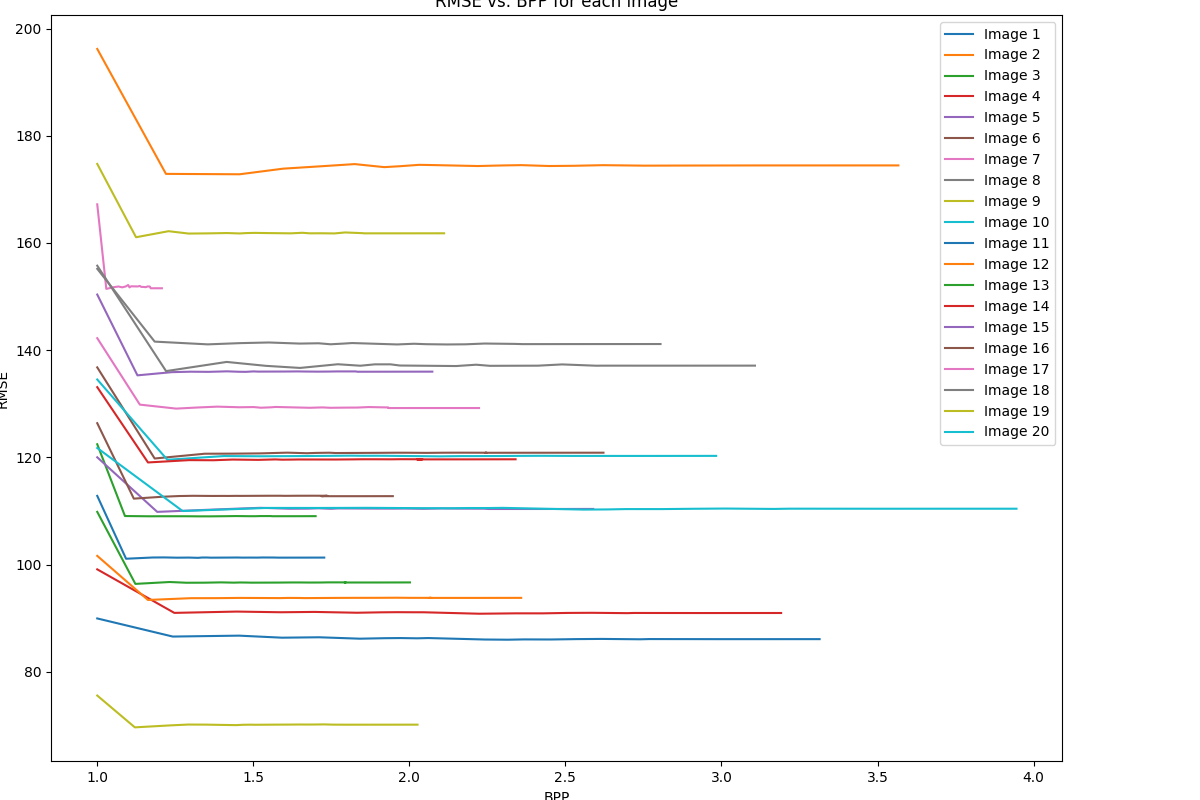 RMSE vs. BPP for each image
200
180
160
140
120
100
80
RMSE
1.0
1.5
2.0
2.5
3.0
3.5
4.0
BPP
Image 1
Image 2
Image 3
Image 4
Image 5
Image 6
Image 7
Image 8
Image 9
Image 10
Image 11
Image 12
Image 13
Image 14
Image 15
Image 16
Image 17
Image 18
Image 19
Image 20